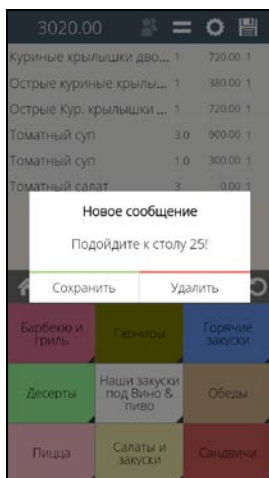 3020.00
Куриные крылышки дво... 1 720.00 1
Острые куриные крылы... 1 380.00 1
Острые Кур. крылышки ... 1 720.00 1
Томатный суп 3.0 900.00 1
Томатный суп 1.0 300.00 1
Томатный салат 3 0.00 1
Новое сообщение
Подойдите к столу 25!
Сохранить Удалить
Барбекю и
гриль
Гарниры
Горячие
закуски
Десерты
Наши закуски
под Вино &
пиво
Обеды
Пицца
Салаты и
закуски
Сандвичи